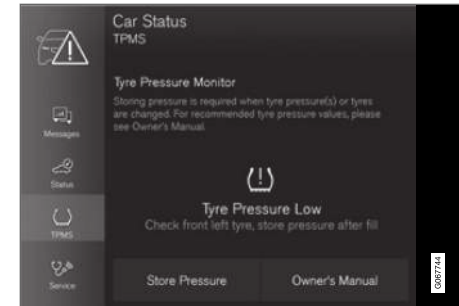 Car Status
TPMS
Tyre Pressure Monitor
Storing pressure is required when tyre pressure(s) or tyres
are changed. For recommended tyre pressure values, please
see Owner's Manual.
Messages
Status
TPMS
Service
(!)
Tyre Pressure Low
Check front left tyre, store pressure after fill
Store Pressure
Owner's Manual
G067744